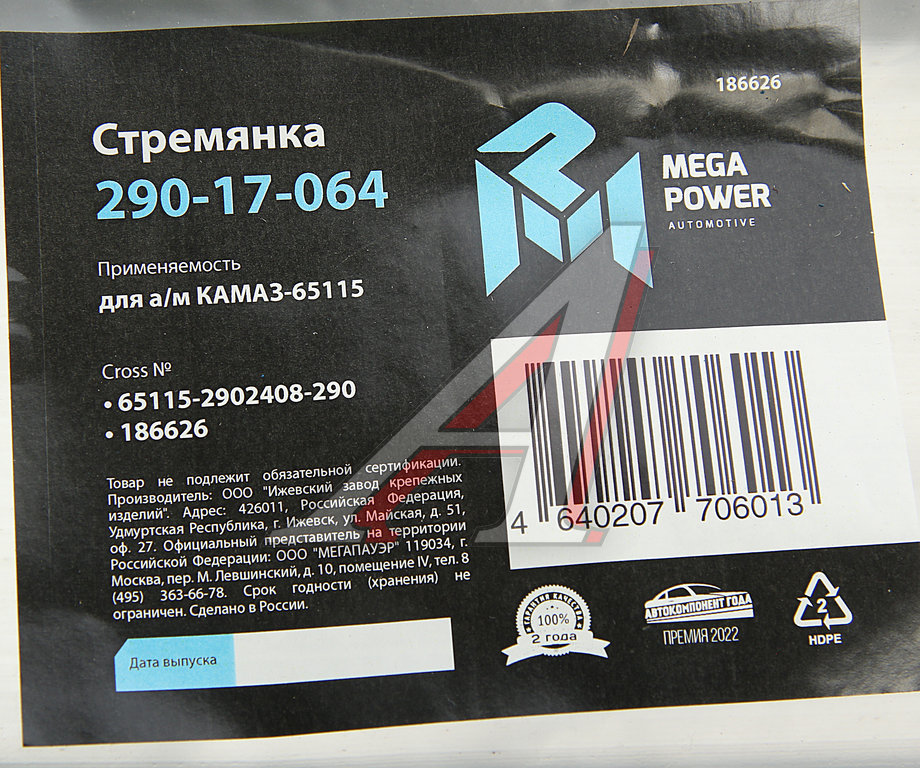 186626
Стремянка
290-17-064
MEGA
POWER
AUTOMOTIVE
Применяемость
для а/м КАМАЗ-65115
Cross №
• 65115-2902408-290
• 186626
Товар не подлежит обязательной сертификации.
Производитель: ООО "Ижевский завод крепежных
изделий". Адрес: 426011, Российская Федерация,
Удмуртская Республика, г. Ижевск, ул. Майская, д. 51,
оф. 27. Официальный представитель на территории
Российской Федерации: ООО "МЕГАПАУЭР" 119034, г.
Москва, пер. М. Левшинский, д. 10, помещение IV, тел. 8
(495) 363-66-78. Срок годности (хранения) не
ограничен. Сделано в России.
Дата выпуска
4 640207 706013
ГАРАНТИЯ КАЧЕСТВА
100%
2 года
АВТОКОМПОНЕНТ ГОДА
ПРЕМИЯ 2022
2
HDPE